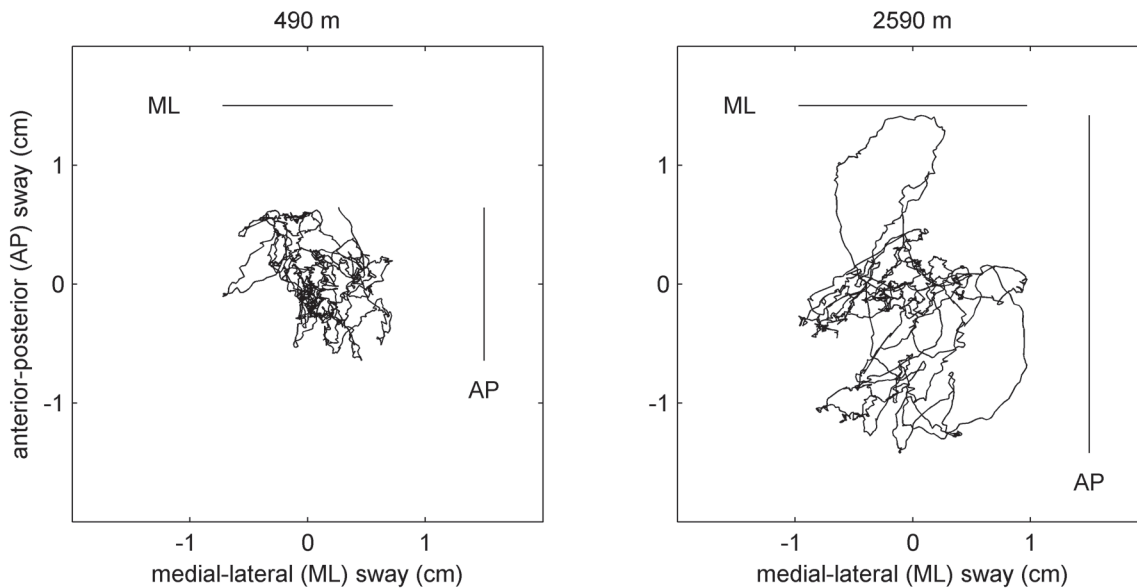 490 m
ML
AP
1
0
-1
-1
0
1
anterior-posterior (AP) sway (cm)
medial-lateral (ML) sway (cm)
2590 m
ML
AP
1
0
-1
-1
0
1
medial-lateral (ML) sway (cm)